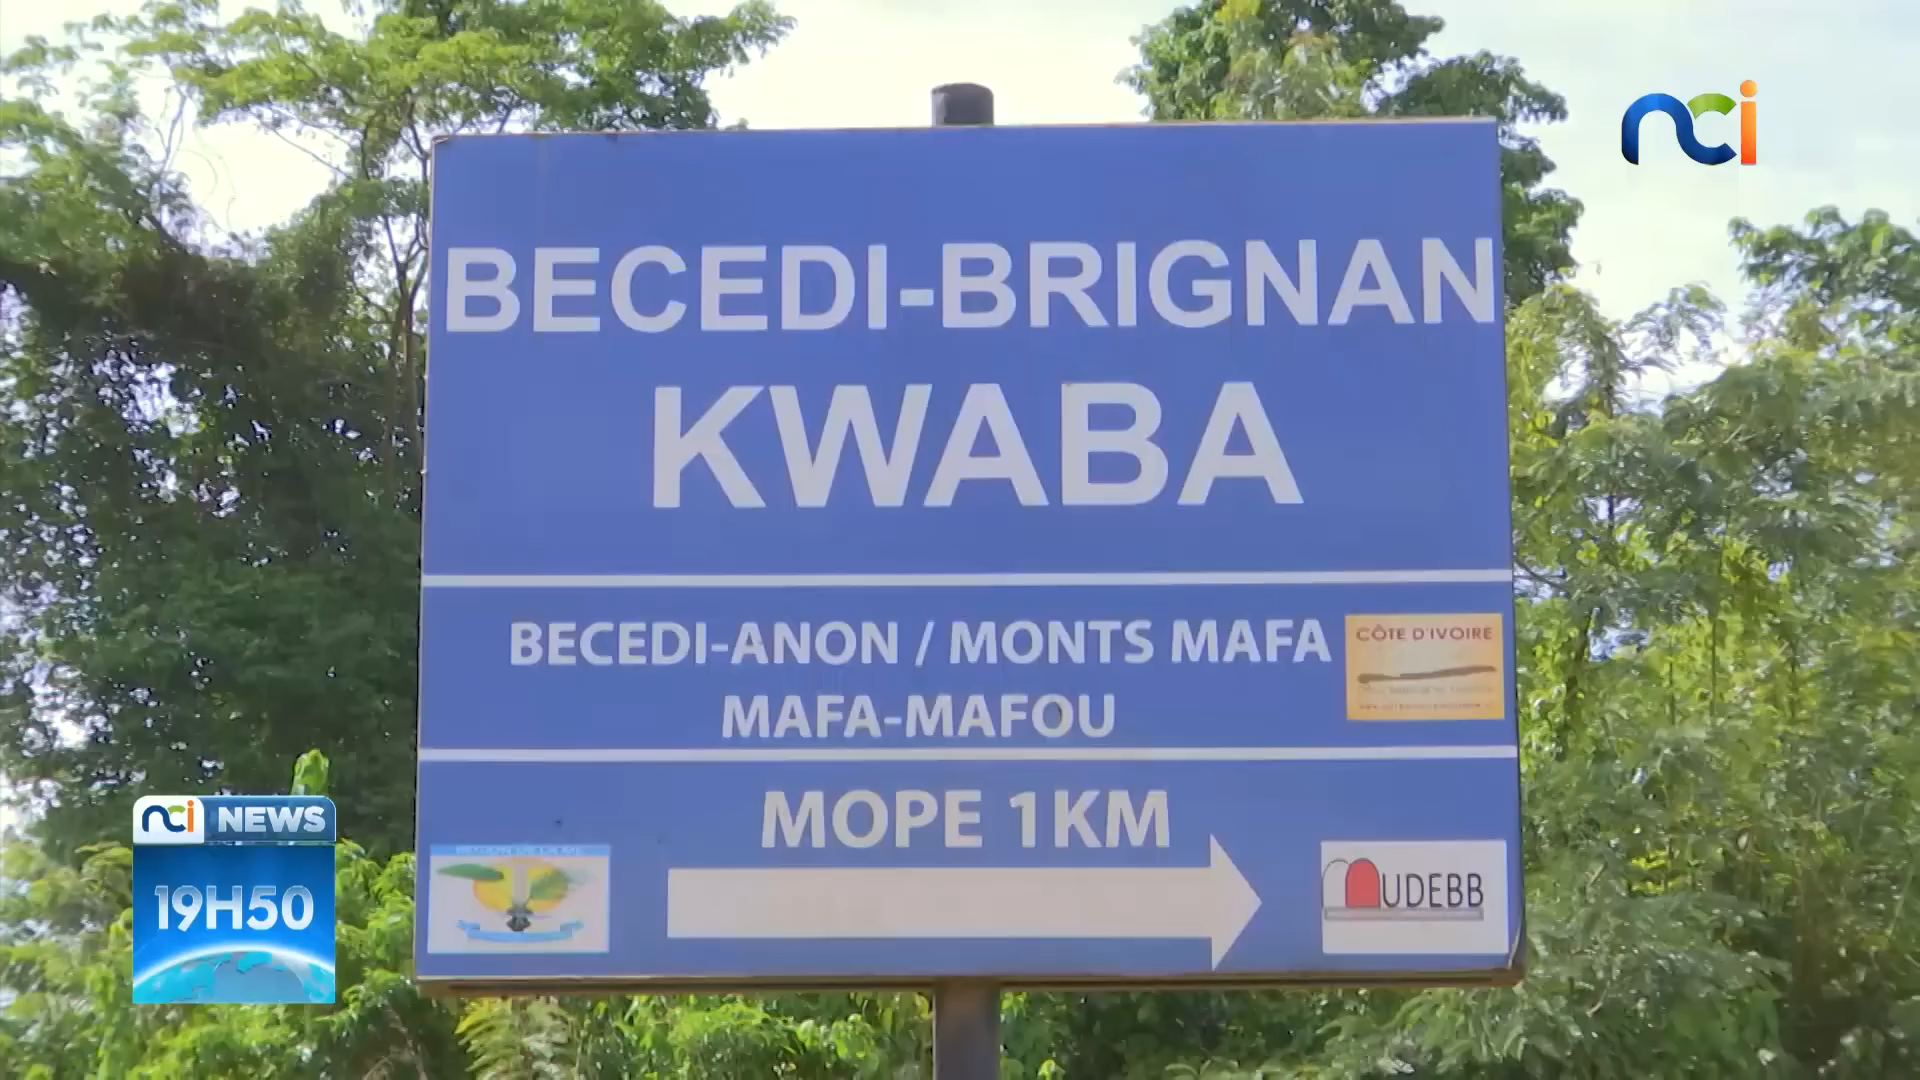 nci
BECEDI-BRIGNAN
KWABA
BECEDI-ANON / MONTS MAFA
MAFA-MAFOU
CÔTE D'IVOIRE
MOPE 1KM
UDEBB
nci NEWS
19H50